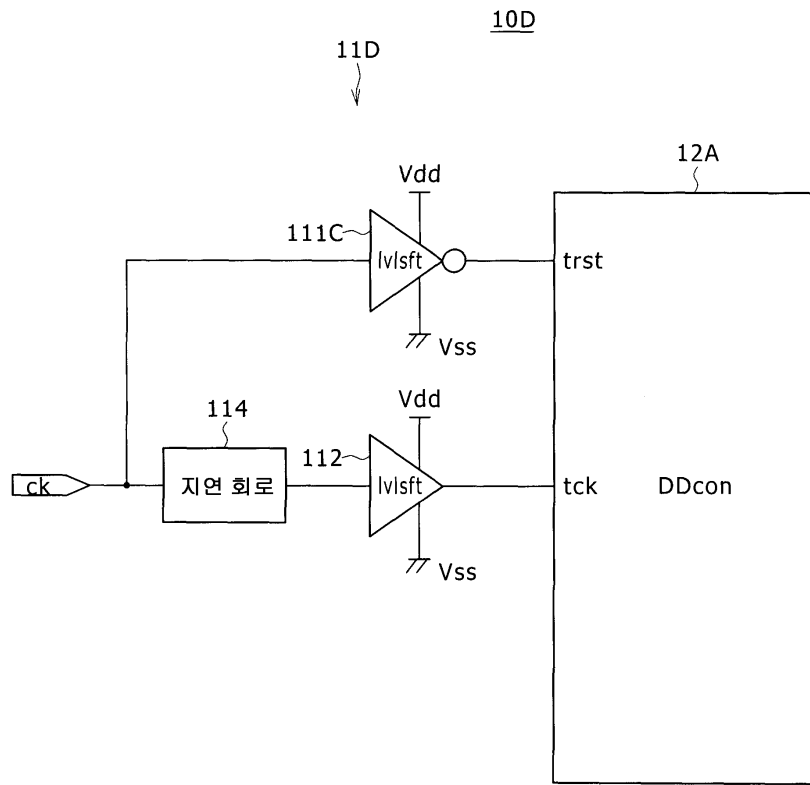 10D
11D
12A
Vdd
111C
lvlsft
trst
Vss
114
Vdd
112
ck
지연 회로
lvlsft
tck
DDcon
Vss